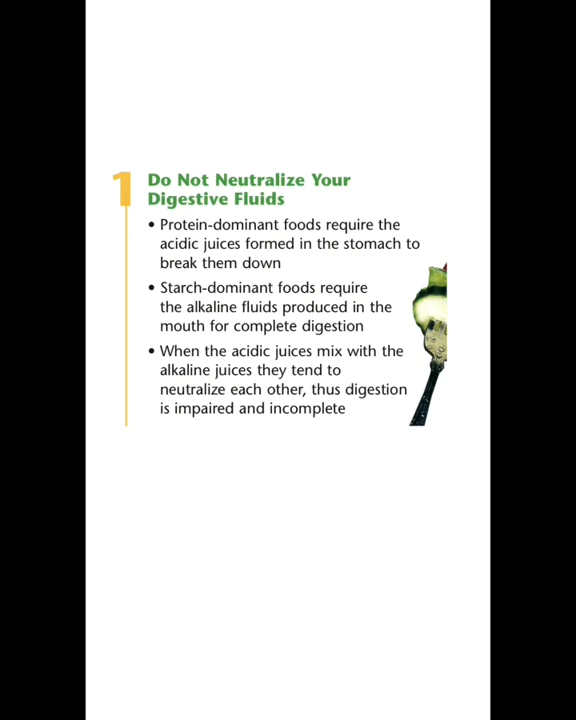 1
Do Not Neutralize Your
Digestive Fluids
• Protein-dominant foods require the
acidic juices formed in the stomach to
break them down
• Starch-dominant foods require
the alkaline fluids produced in the
mouth for complete digestion
• When the acidic juices mix with the
alkaline juices they tend to
neutralize each other, thus digestion
is impaired and incomplete